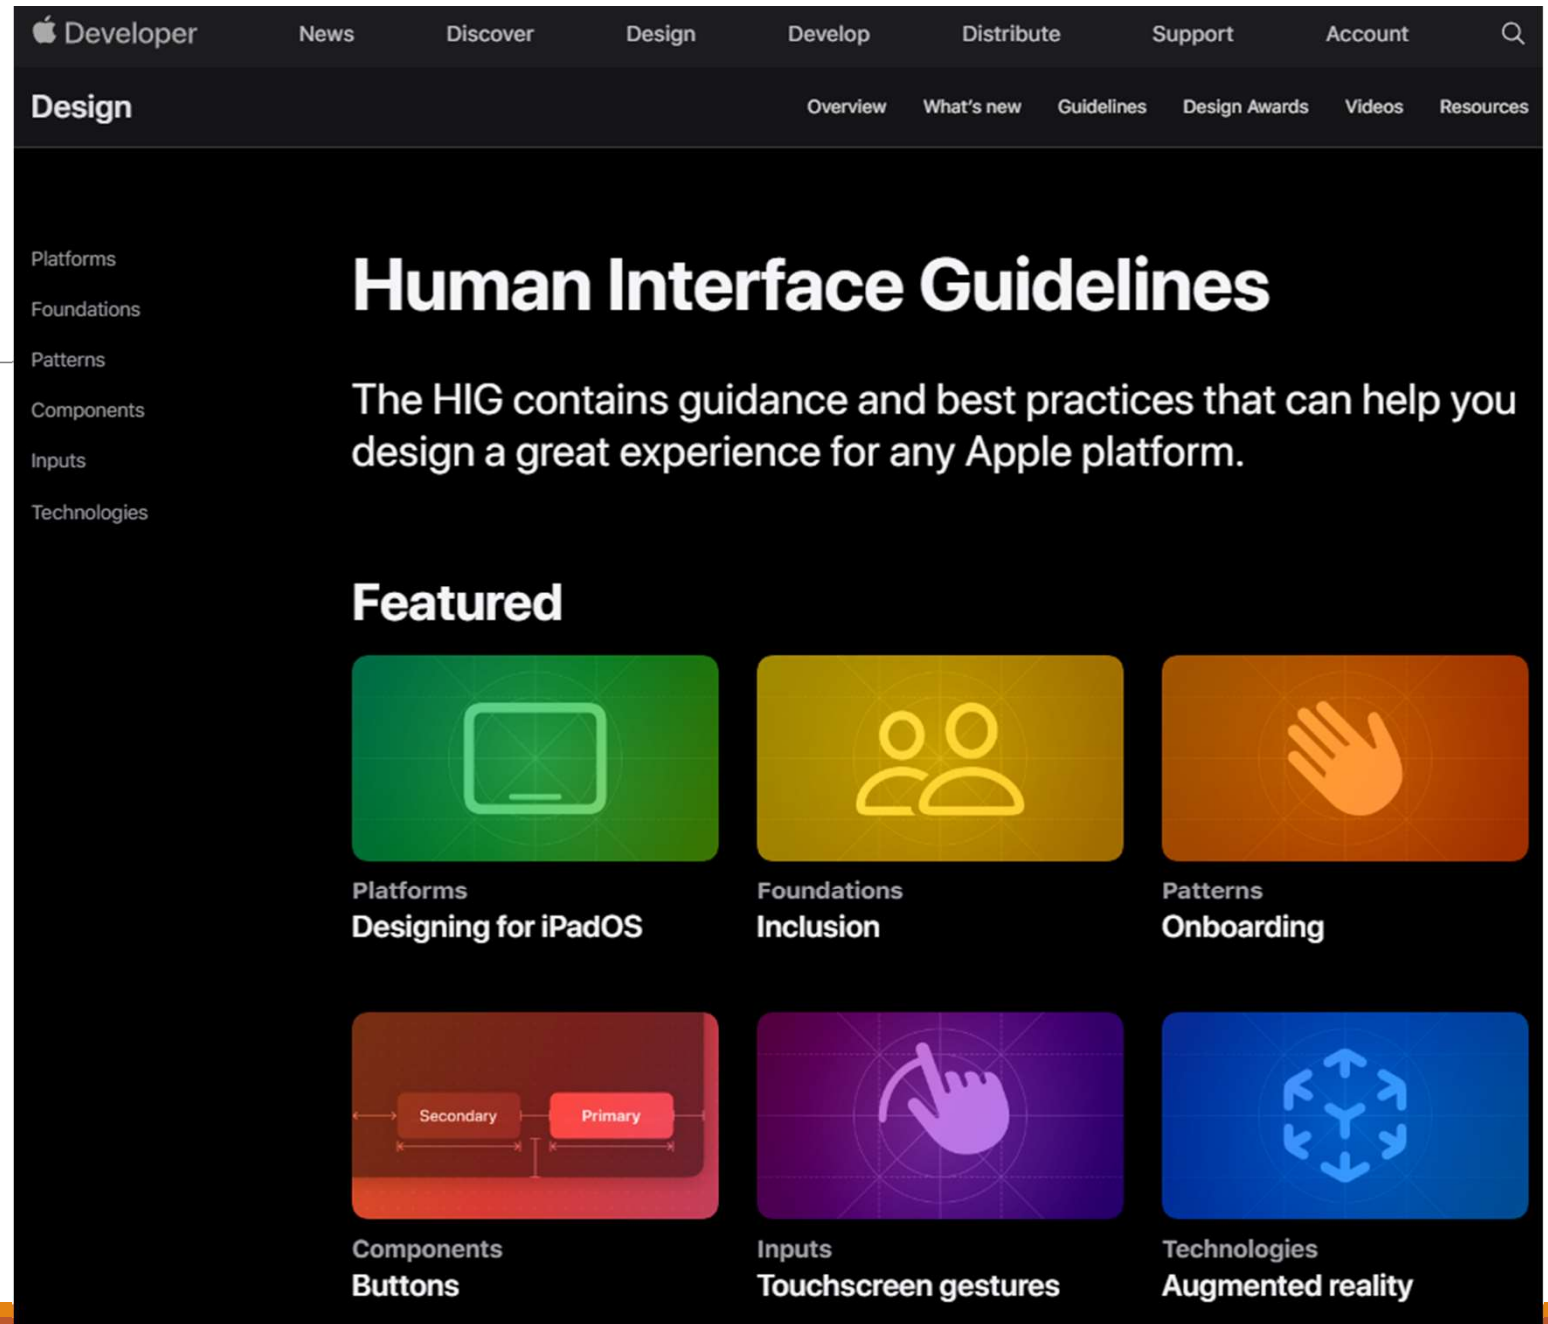 Developer News Discover Design Develop Distribute Support Account
Design Overview What's new Guidelines Design Awards Videos Resources
Platforms
Foundations
Patterns
Components
Inputs
Technologies
Human Interface Guidelines
The HIG contains guidance and best practices that can help you
design a great experience for any Apple platform.
Featured
Platforms
Designing for iPadOS
Foundations
Inclusion
Patterns
Onboarding
Secondary Primary
Components
Buttons
Inputs
Touchscreen gestures
Technologies
Augmented reality